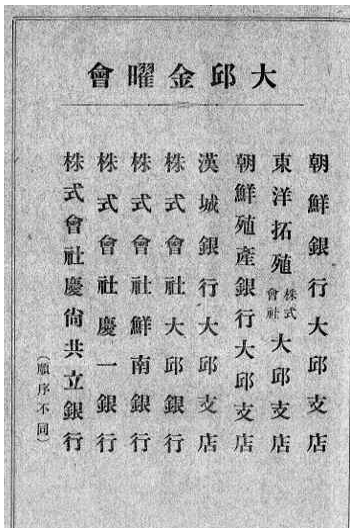 大邱金曜會
朝鮮銀行大邱支店
東洋拓殖株式會社大邱支店
朝鮮殖產銀行大邱支店
漢城銀行大邱支店
株式會社大邱銀行
株式會社鮮南銀行
株式會社慶一銀行
株式會社慶尙共立銀行
(順序不同)